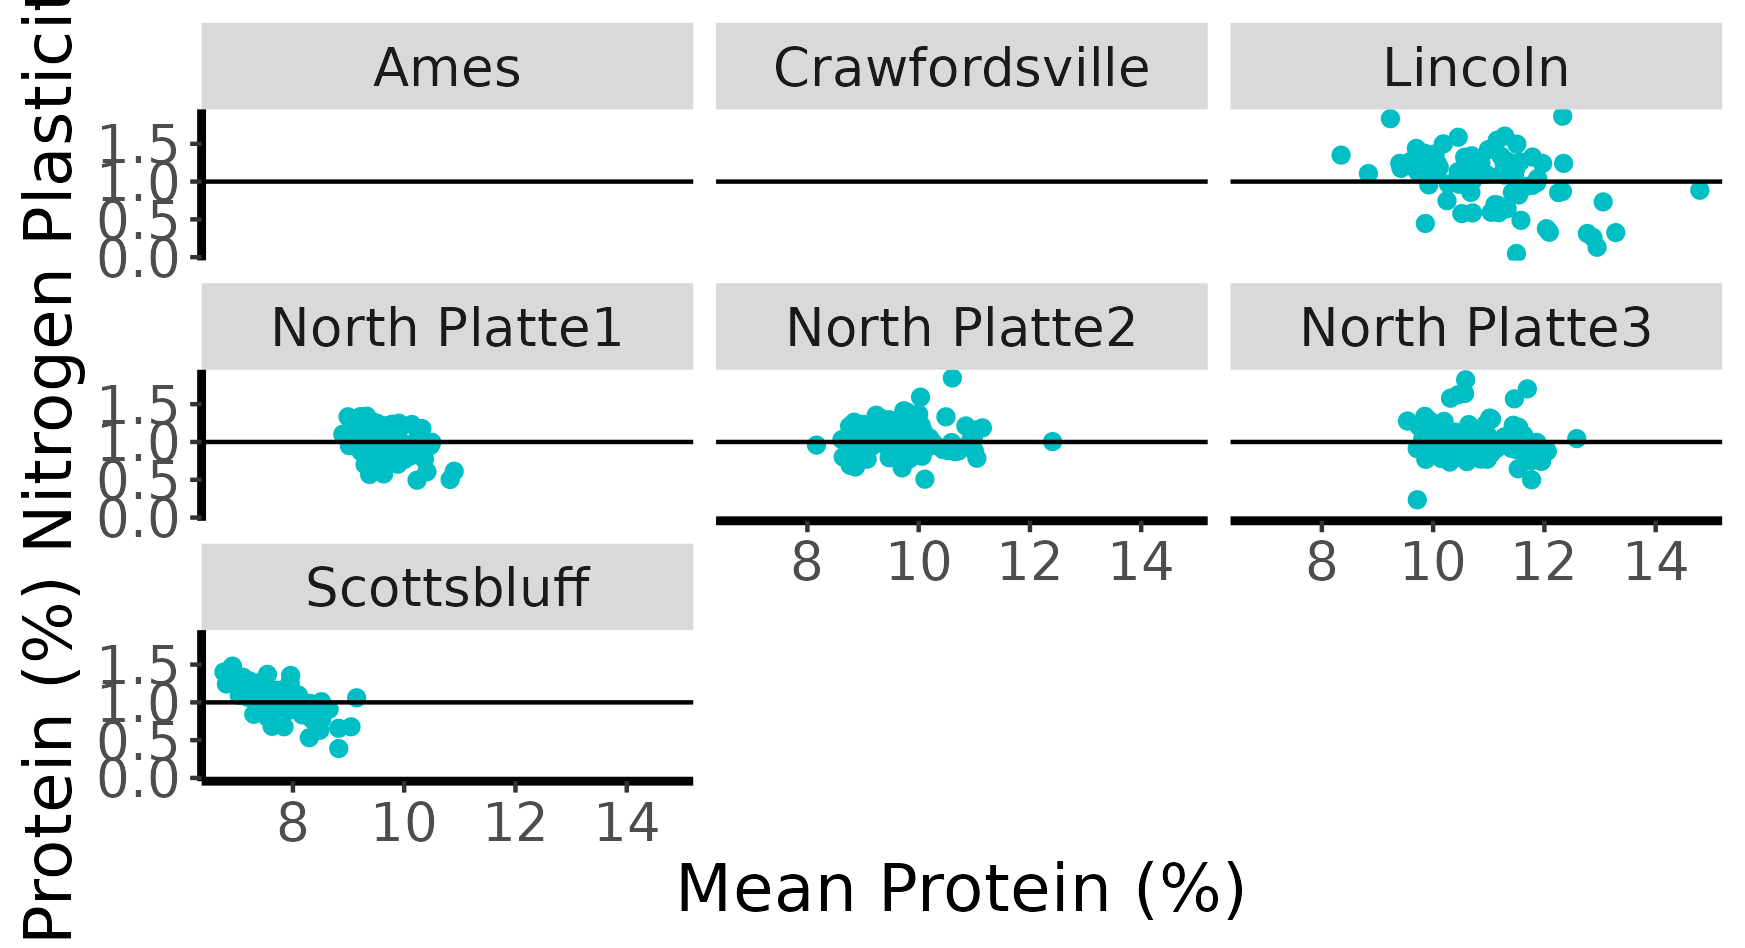 Protein (%) Nitrogen Plasticit
Ames
Crawfordsville
Lincoln
1.5
1.0
0.5
0.0
North Platte1
North Platte2
North Platte3
1.5
1.0
0.5
0.0
8 10 12 14
8 10 12 14
Scottsbluff
1.5
1.0
0.5
0.0
8 10 12 14
Mean Protein (%)